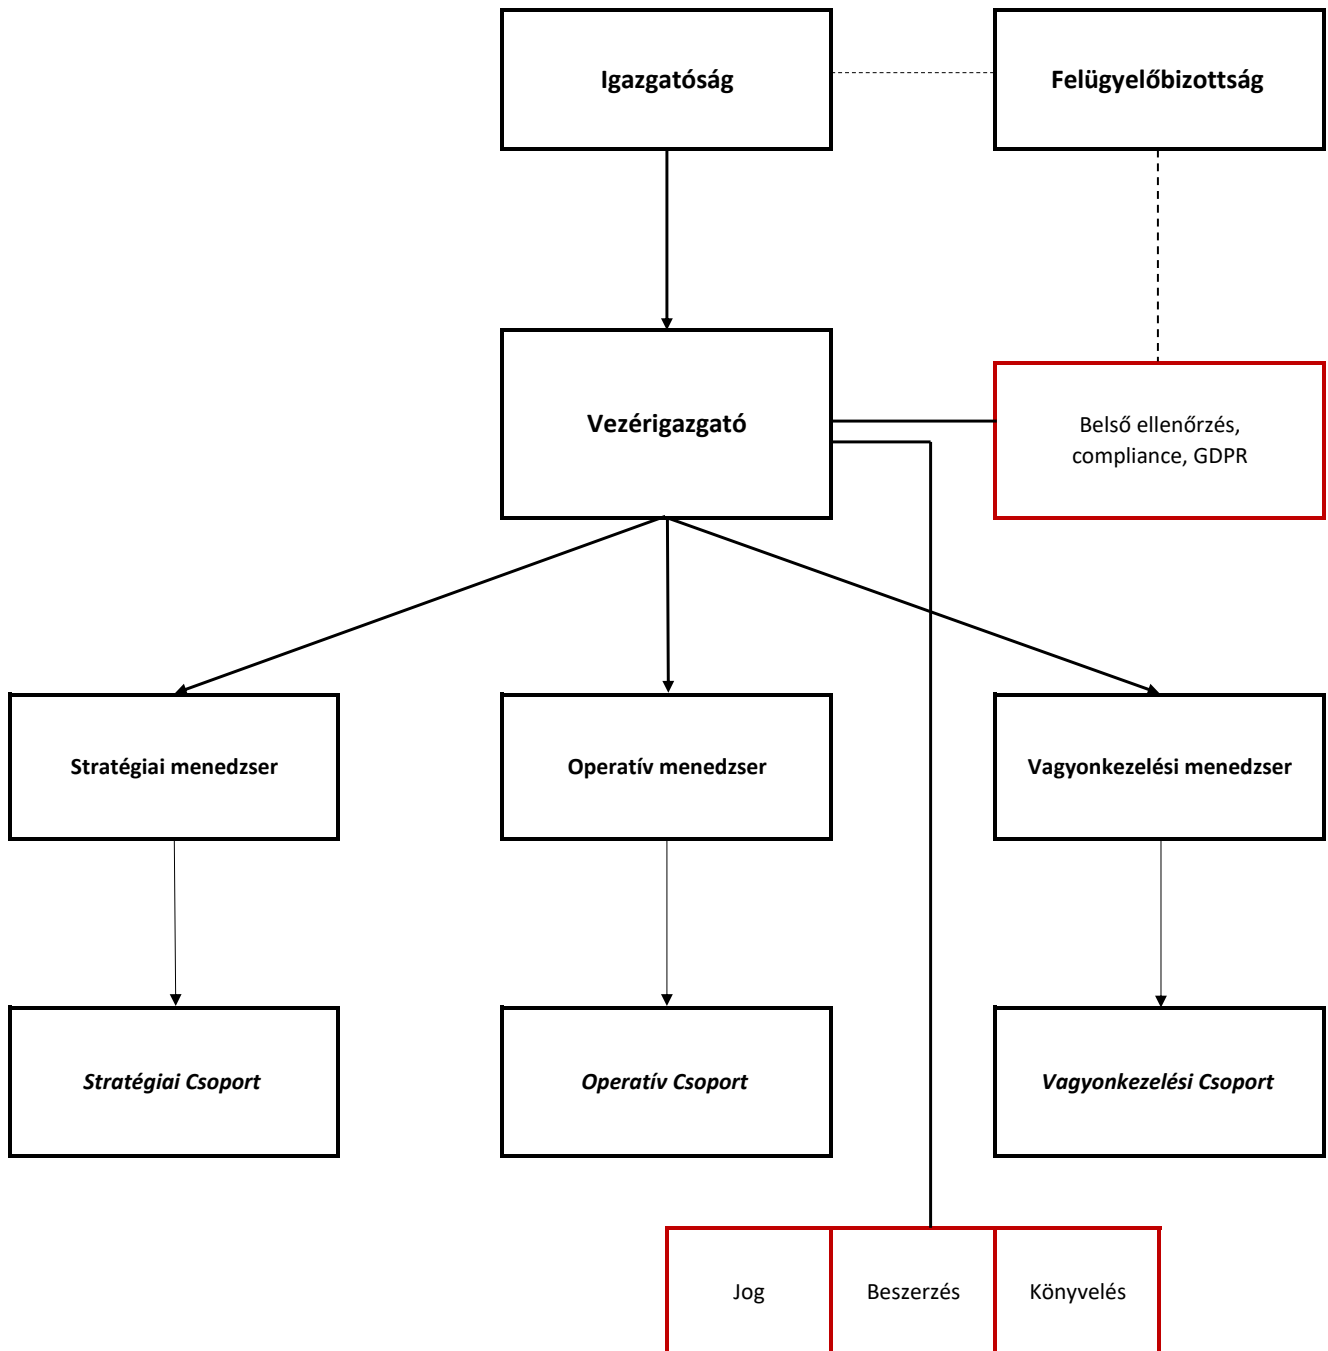 Igazgatóság
Felügyelőbizottság
Vezérigazgató
Belső ellenőrzés,
compliance, GDPR
Stratégiai menedzser
Operatív menedzser
Vagyonkezelési menedzser
Stratégiai Csoport
Operatív Csoport
Vagyonkezelési Csoport
Jog
Beszerzés
Könyvelés